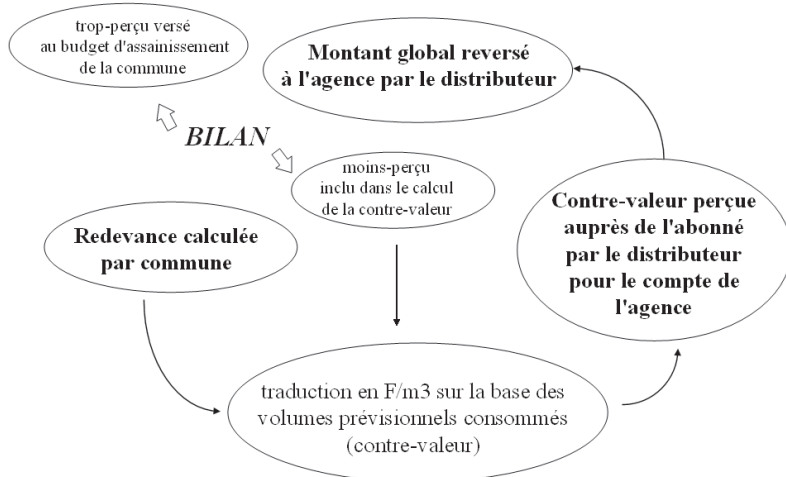 trop-perçu versé
au budget d'assainissement
de la commune
Montant global reversé
à l'agence par le distributeur
BILAN
moins-perçu
inclu dans le calcul
de la contre-valeur
Redevance calculée
par commune
Contre-valeur perçue
auprès de l'abonné
par le distributeur
pour le compte de
l'agence
traduction en F/m3 sur la base des
volumes prévisionnels consommés
(contre-valeur)